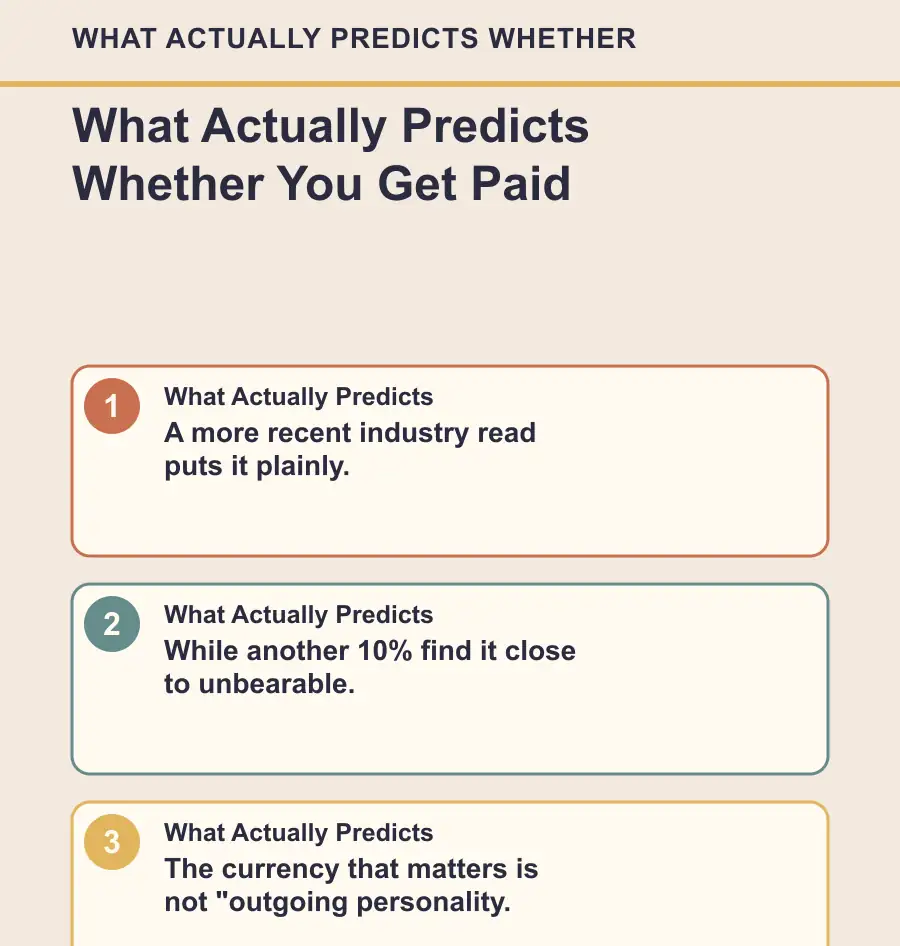 WHAT ACTUALLY PREDICTS WHETHER
What Actually Predicts
Whether You Get Paid
1
What Actually Predicts
A more recent industry read
puts it plainly.
2
What Actually Predicts
While another 10% find it close
to unbearable.
3
What Actually Predicts
The currency that matters is
not "outgoing personality.